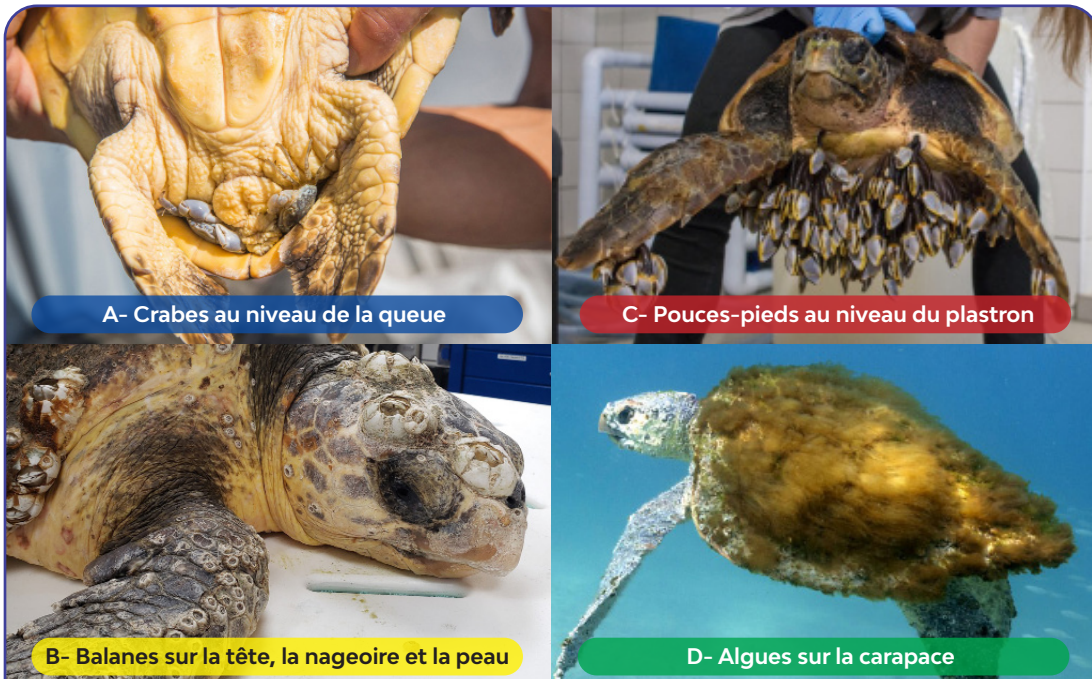 A- Crabes au niveau de la queue
C- Pouces-pieds au niveau du plastron
B- Balanes sur la tête, la nageoire et la peau
D- Algues sur la carapace